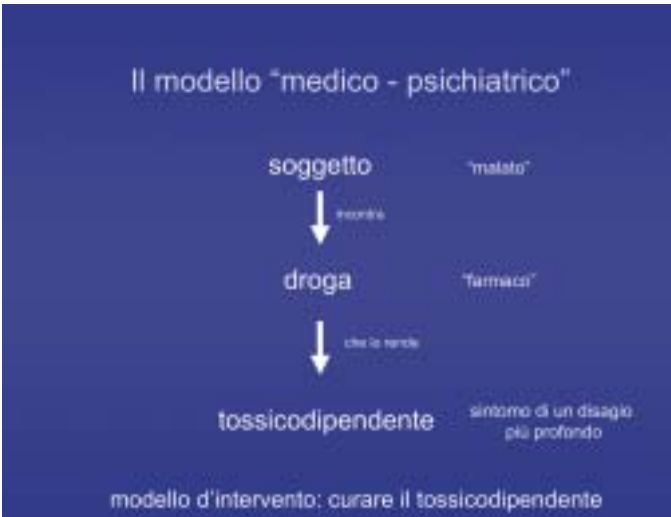 Il modello “medico - psichiatrico”
soggetto “malato”
incontra
droga “farmaco”
che lo rende
tossicodipendente sintomo di un disagio
più profondo
modello d’intervento: curare il tossicodipendente